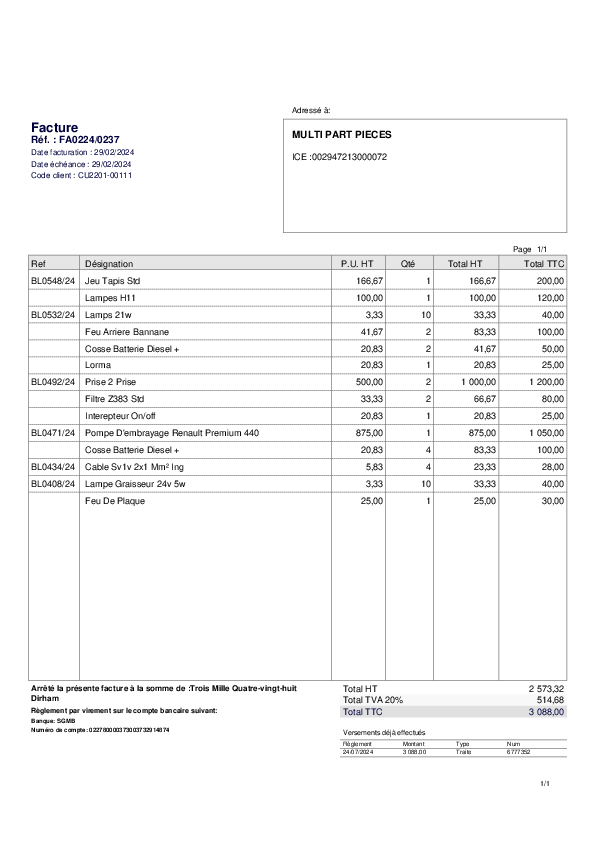 Adressé à:
Facture
Réf. : FA0224/0237
Date facturation : 29/02/2024
Date échéance : 29/02/2024
Code client : CU2201-00111
MULTI PART PIECES
ICE :002947213000072
Page 1/1
Ref Désignation P.U. HT Qté Total HT Total TTC
BL0548/24 Jeu Tapis Std 166,67 1 166,67 200,00
Lampes H11 100,00 1 100,00 120,00
BL0532/24 Lamps 21w 3,33 10 33,33 40,00
Feu Arriere Bannane 41,67 2 83,33 100,00
Cosse Batterie Diesel + 20,83 2 41,67 50,00
Lorma 20,83 1 20,83 25,00
BL0492/24 Prise 2 Prise 500,00 2 1 000,00 1 200,00
Filtre Z383 Std 33,33 2 66,67 80,00
Interepteur On/off 20,83 1 20,83 25,00
BL0471/24 Pompe D'embrayage Renault Premium 440 875,00 1 875,00 1 050,00
Cosse Batterie Diesel + 20,83 4 83,33 100,00
BL0434/24 Cable Sv1v 2x1 Mm² Ing 5,83 4 23,33 28,00
BL0408/24 Lampe Graisseur 24v 5w 3,33 10 33,33 40,00
Feu De Plaque 25,00 1 25,00 30,00
Arrêté la présente facture à la somme de :Trois Mille Quatre-vingt-huit
Dirham
Règlement par virement sur le compte bancaire suivant:
Banque: SGMB
Numéro de compte: 022780000373003732914874
Total HT 2 573,32
Total TVA 20% 514,68
Total TTC 3 088,00
Versements déjà effectués
Règlement Montant Type Num
24/07/2024 3 088,00 Traite 6777352
1/1